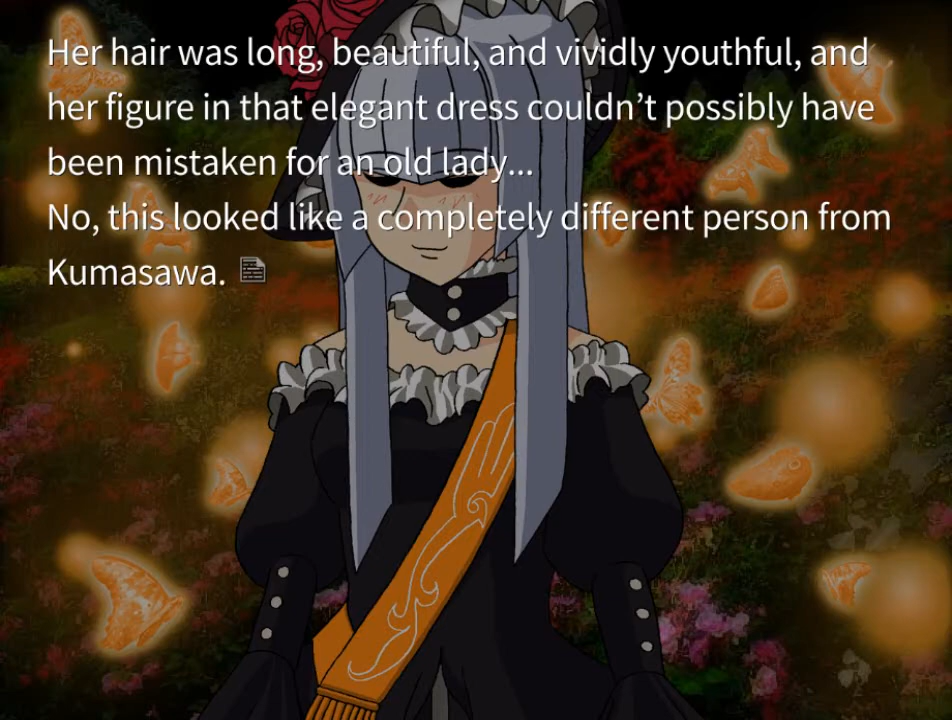 Her hair was long, beautiful, and vividly youthful, and
her figure in that elegant dress couldn’t possibly have
been mistaken for an old lady...
No, this looked like a completely different person from
Kumasawa.